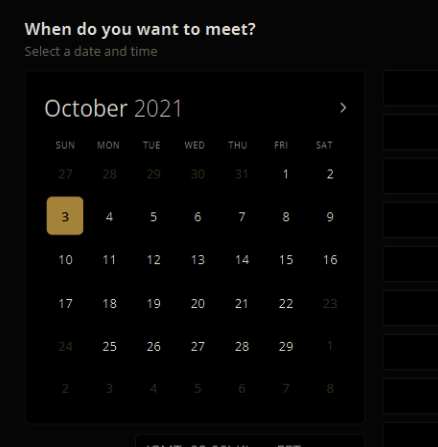 When do you want to meet?
Select a date and time
October 2021
SUN MON TUE WED THU FRI SAT
27 28 29 30 31 1 2
3 4 5 6 7 8 9
10 11 12 13 14 15 16
17 18 19 20 21 22 23
24 25 26 27 28 29 1
2 3 4 5 6 7 8